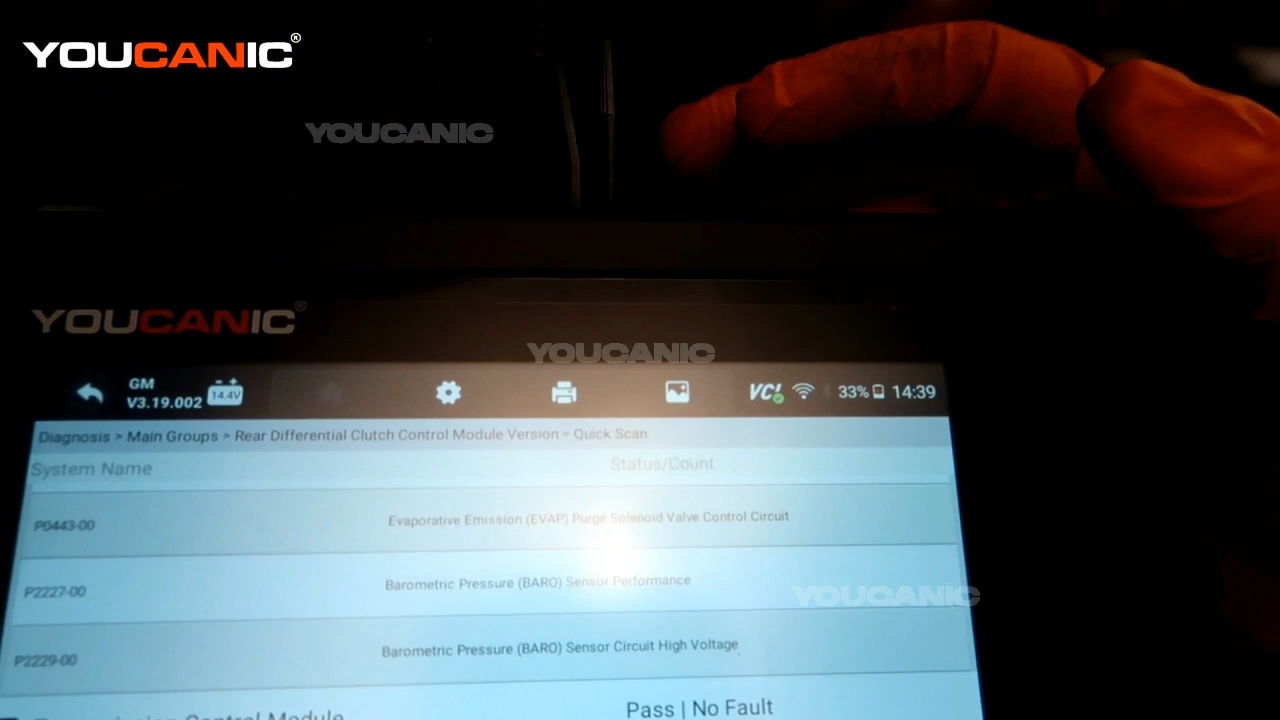 YOUCANIC®
YOUCANIC
YOUCANIC®
YOUCANIC
GM
V3.19.002
14.4V
VCI
33%
14:39
Diagnosis > Main Groups > Rear Differential Clutch Control Module Version > Quick Scan
System Name Status/Count
P0443-00 Evaporative Emission (EVAP) Purge Solenoid Valve Control Circuit
P2227-00 Barometric Pressure (BARO) Sensor Performance
YOUCANIC
P2229-00 Barometric Pressure (BARO) Sensor Circuit High Voltage
Control Module Pass | No Fault